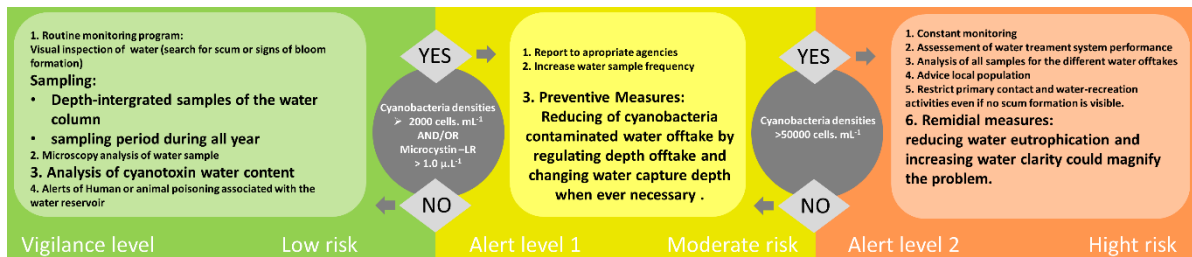 1. Routine monitoring program:
Visual inspection of water (search for scum or signs of bloom
formation)
Sampling:
• Depth-intergrated samples of the water
column
• sampling period during all year
2. Microscopy analysis of water sample
3. Analysis of cyanotoxin water content
4. Alerts of Human or animal poisoning associated with the
water reservoir
Vigilance level
Low risk
YES
Cyanobacteria densities
➢ 2000 cells. mL-1
AND/OR
Microcystin –LR
> 1.0 µ.L-1
NO
1. Report to apropriate agencies
2. Increase water sample frequency
3. Preventive Measures:
Reducing of cyanobacteria
contaminated water offtake by
regulating depth offtake and
changing water capture depth
when ever necessary .
Alert level 1
Moderate risk
YES
Cyanobacteria densities
>50000 cells. mL-1
NO
1. Constant monitoring
2. Assessement of water treament system performance
3. Analysis of all samples for the different water offtakes
4. Advice local population
5. Restrict primary contact and water-recreation
activities even if no scum formation is visible.
6. Remidial measures:
reducing water eutrophication and
increasing water clarity could magnify
the problem.
Alert level 2
Hight risk